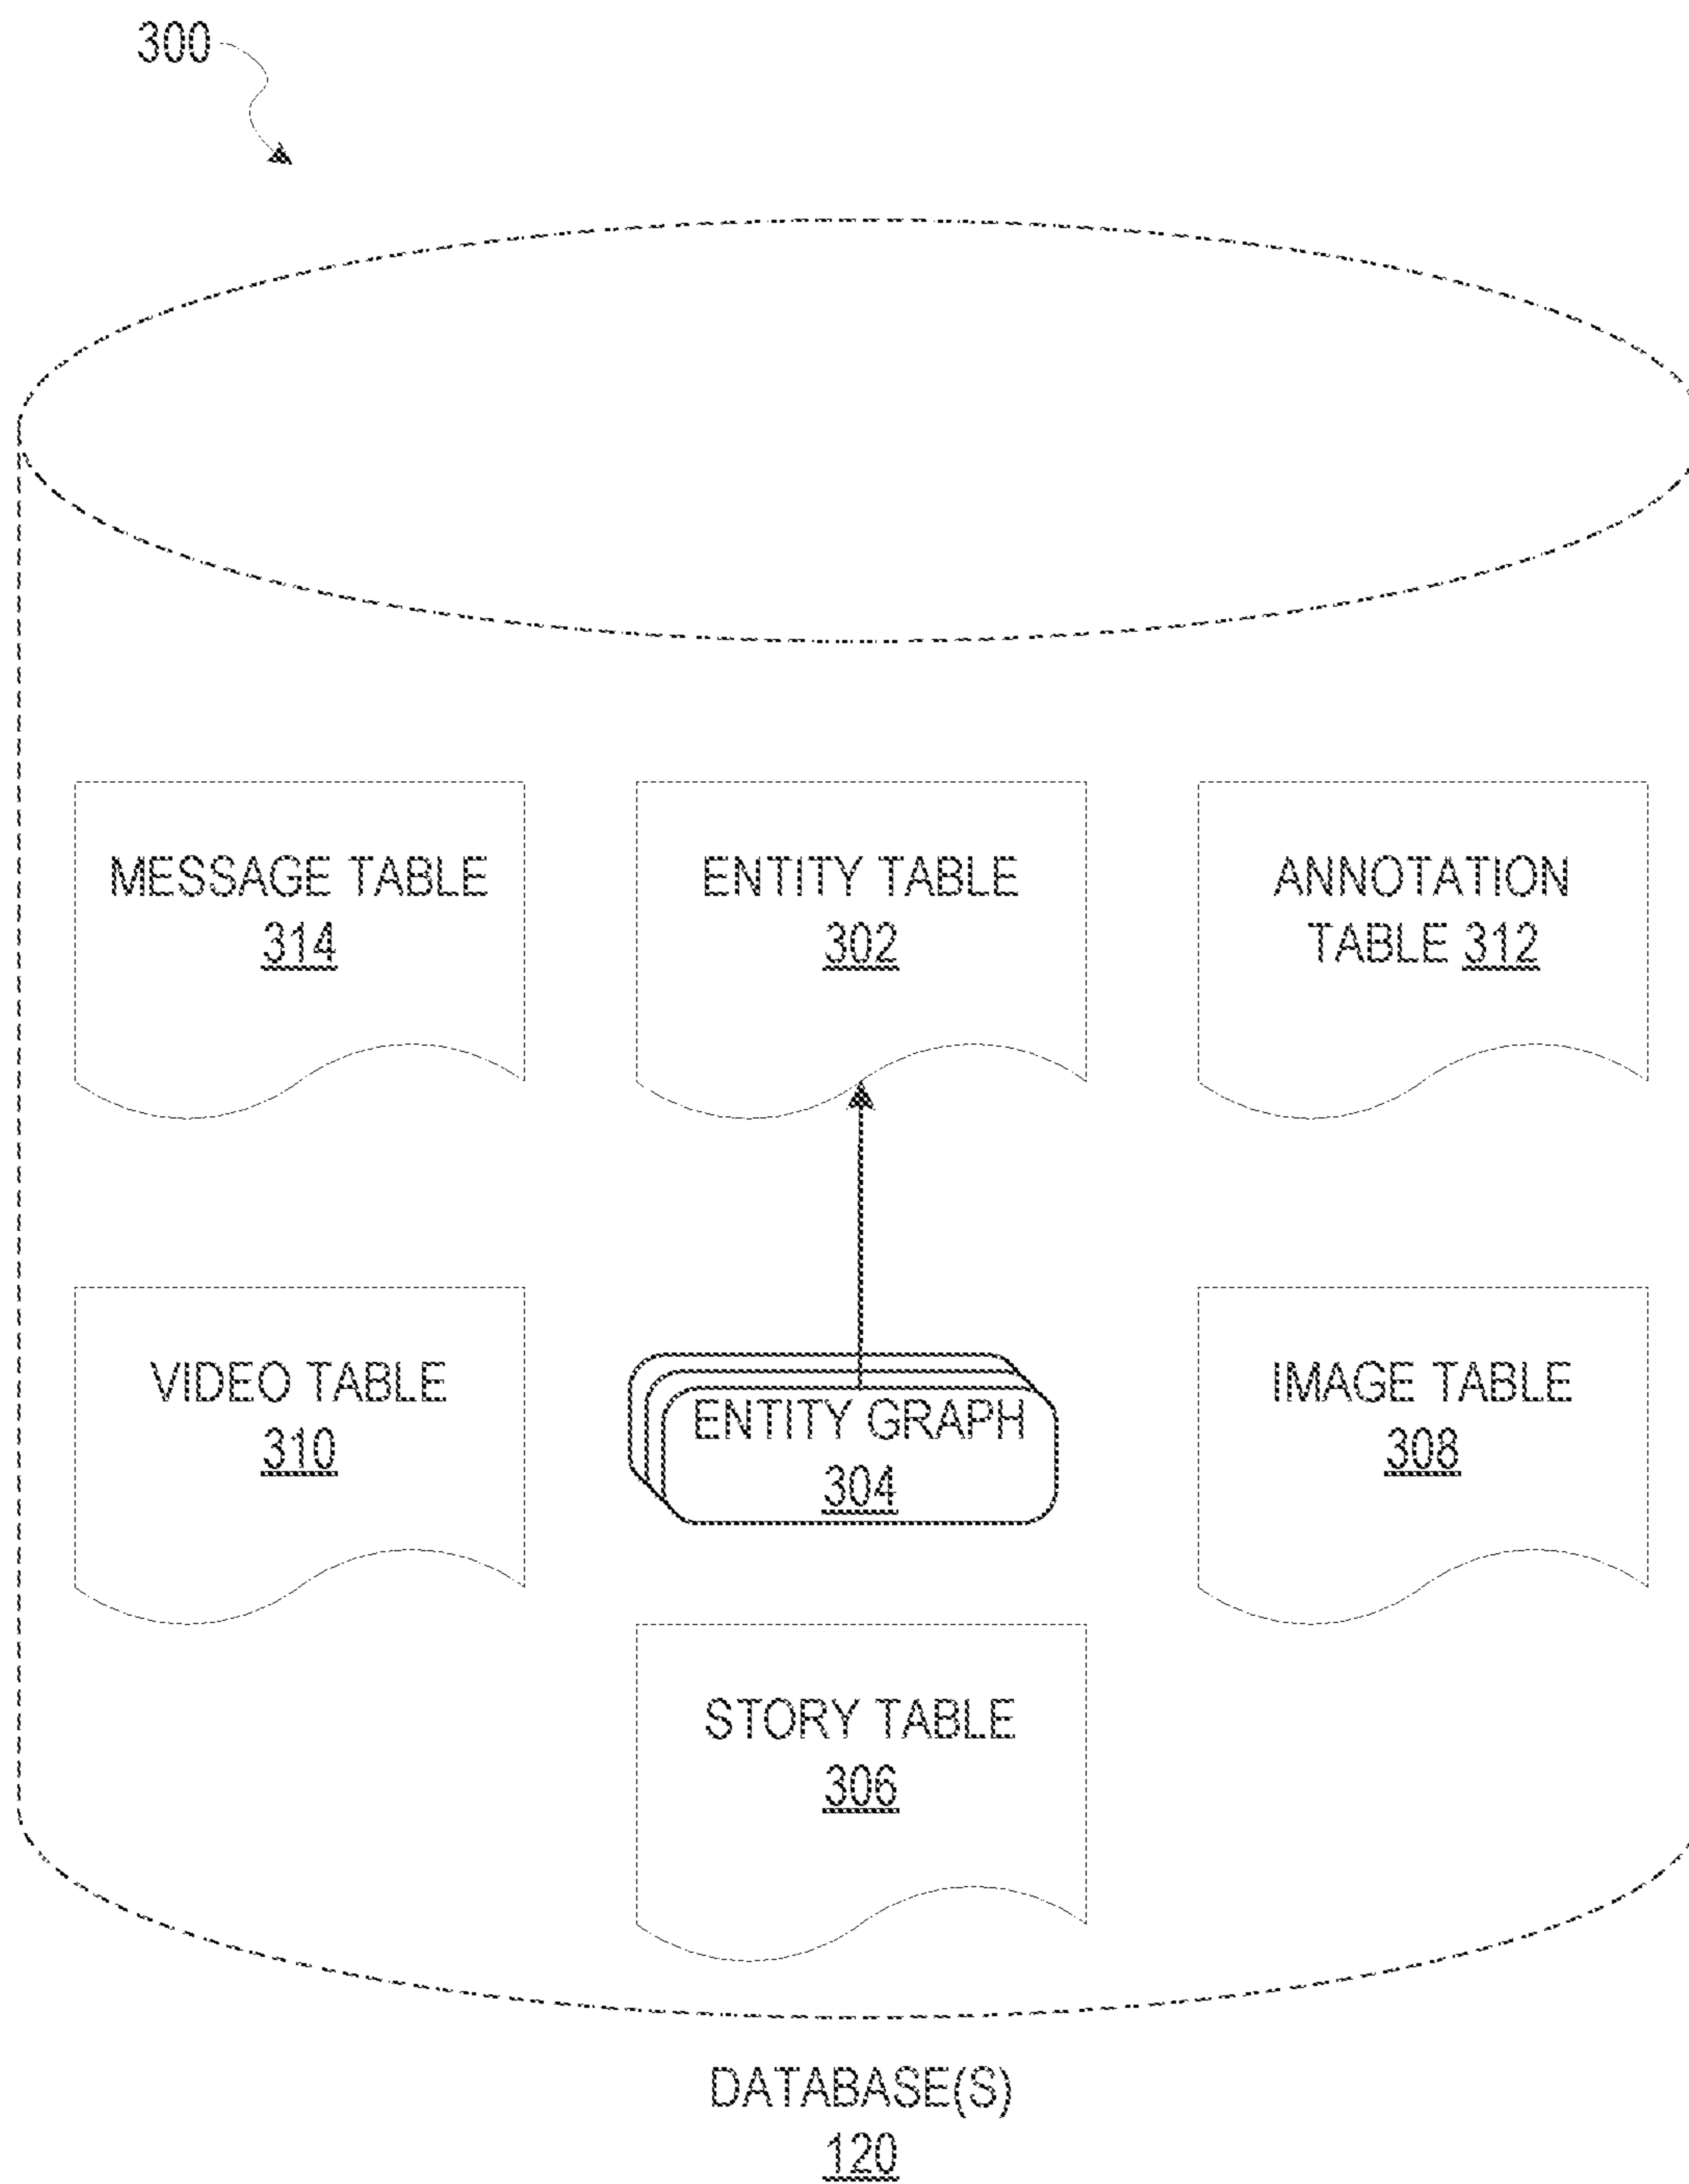 300
MESSAGE TABLE
314
ENTITY TABLE
302
ANNOTATION
TABLE 312
VIDEO TABLE
310
ENTITY GRAPH
304
IMAGE TABLE
308
STORY TABLE
306
DATABASE(S)
120